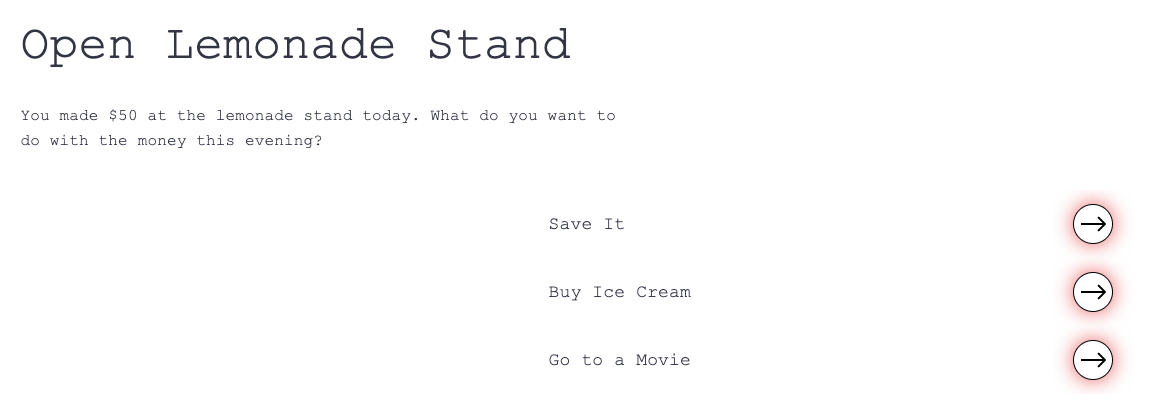 Open Lemonade Stand
You made $50 at the lemonade stand today. What do you want to
do with the money this evening?
Save It
Buy Ice Cream
Go to a Movie